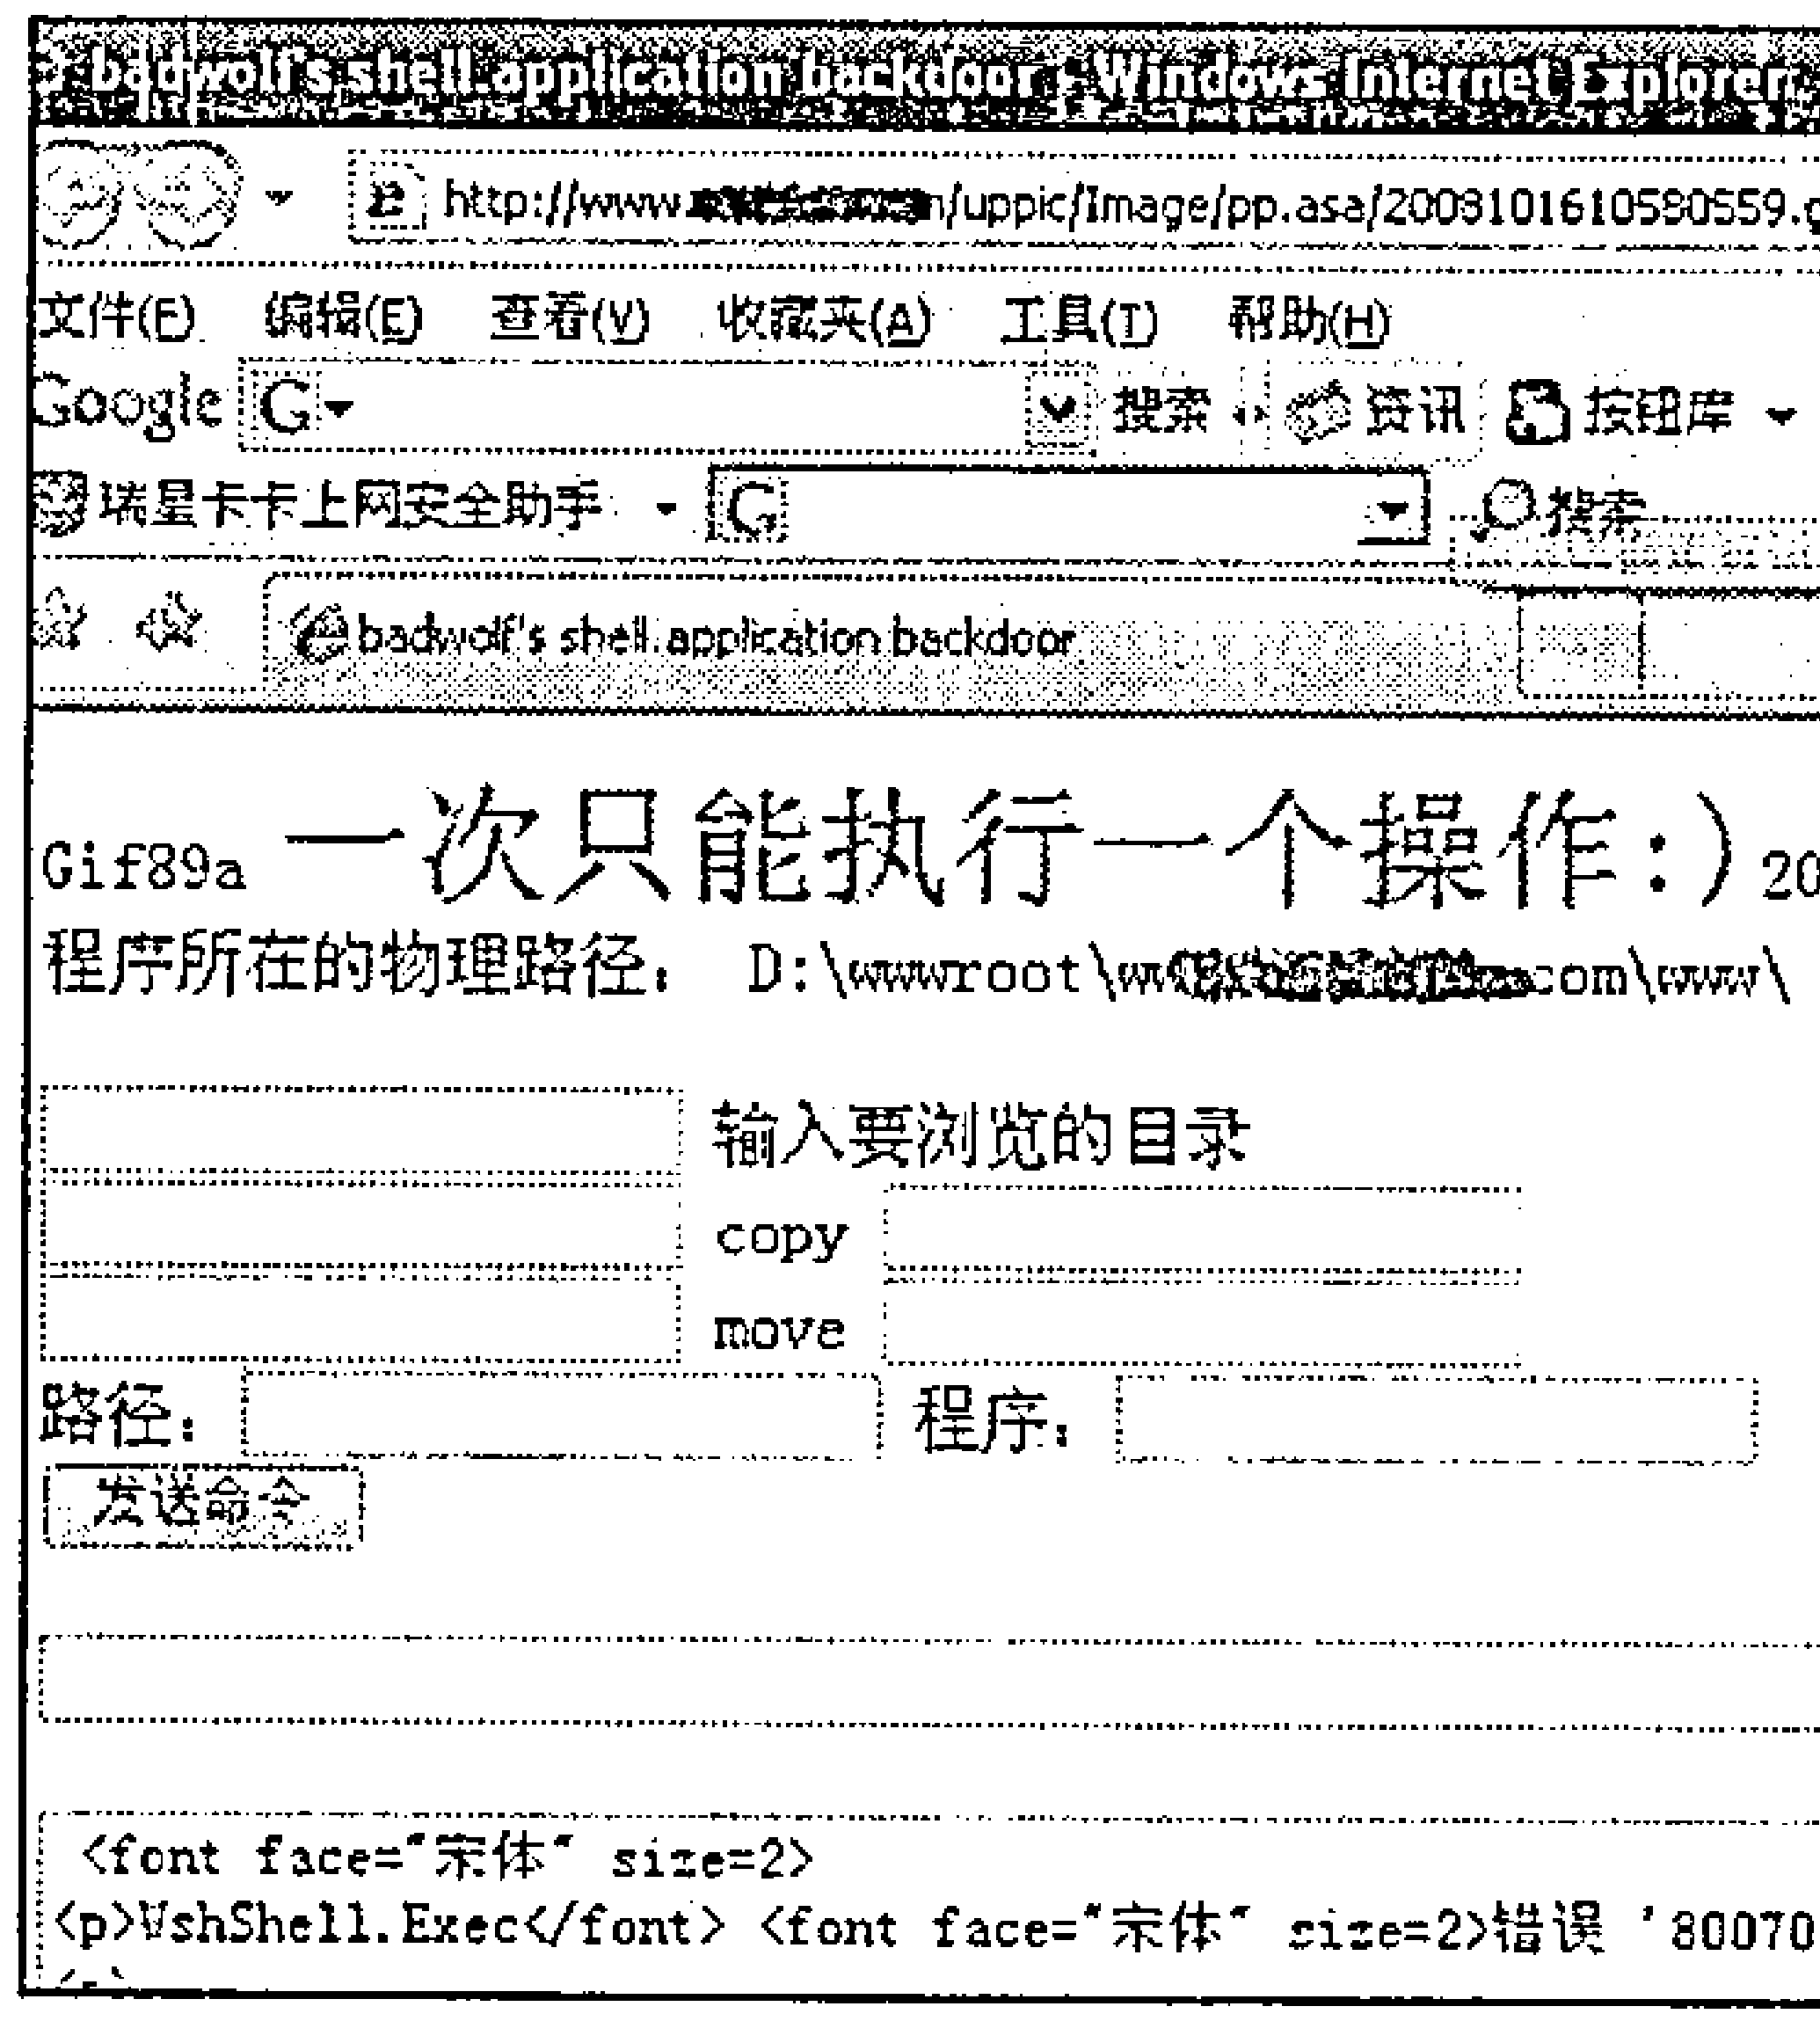 badwolf's shell.application backdoor - Windows Internet Explorer
http://www. /uppic/Image/pp.asa/2008101610580559.g
文件(F) 编辑(E) 查看(V) 收藏夹(A) 工具(T) 帮助(H)
Google G 搜索 资讯 按钮库
瑞星卡卡上网安全助手 G 搜索
badwolf's shell.application backdoor
Gif89a 一次只能执行一个操作:) 20
程序所在的物理路径： D:\wwwroot\ com\www\
输入要浏览的目录
copy
move
路径： 程序：
发送命令
<font face="宋体" size=2>
<p>WshShell.Exec</font> <font face="宋体" size=2>错误 '80070